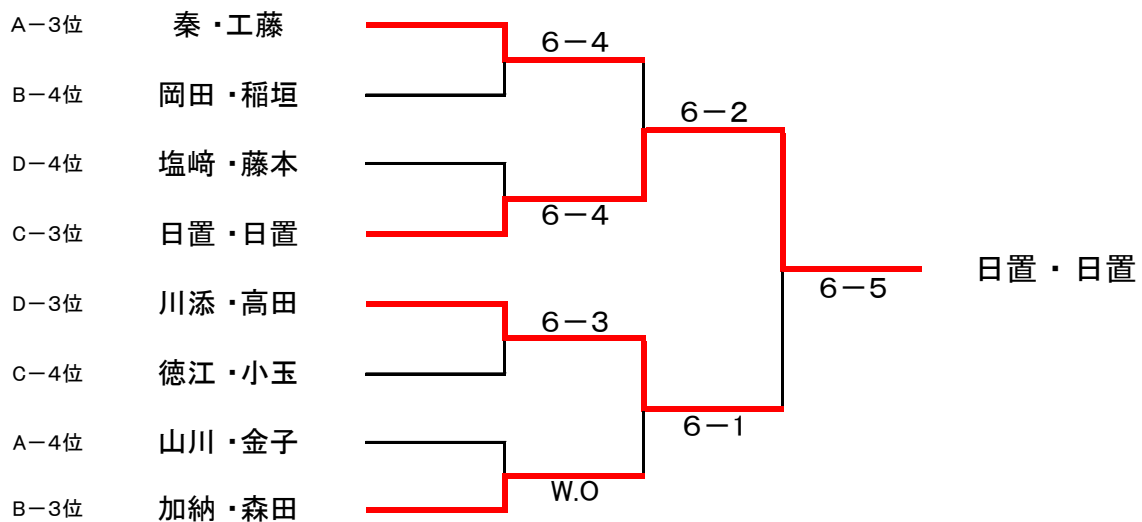 A－3位 秦・工藤
6－4
B－4位 岡田・稲垣
6－2
D－4位 塩﨑・藤本
6－4
C－3位 日置・日置
日置・日置
6－5
D－3位 川添・高田
6－3
C－4位 徳江・小玉
6－1
A－4位 山川・金子
W.O
B－3位 加納・森田